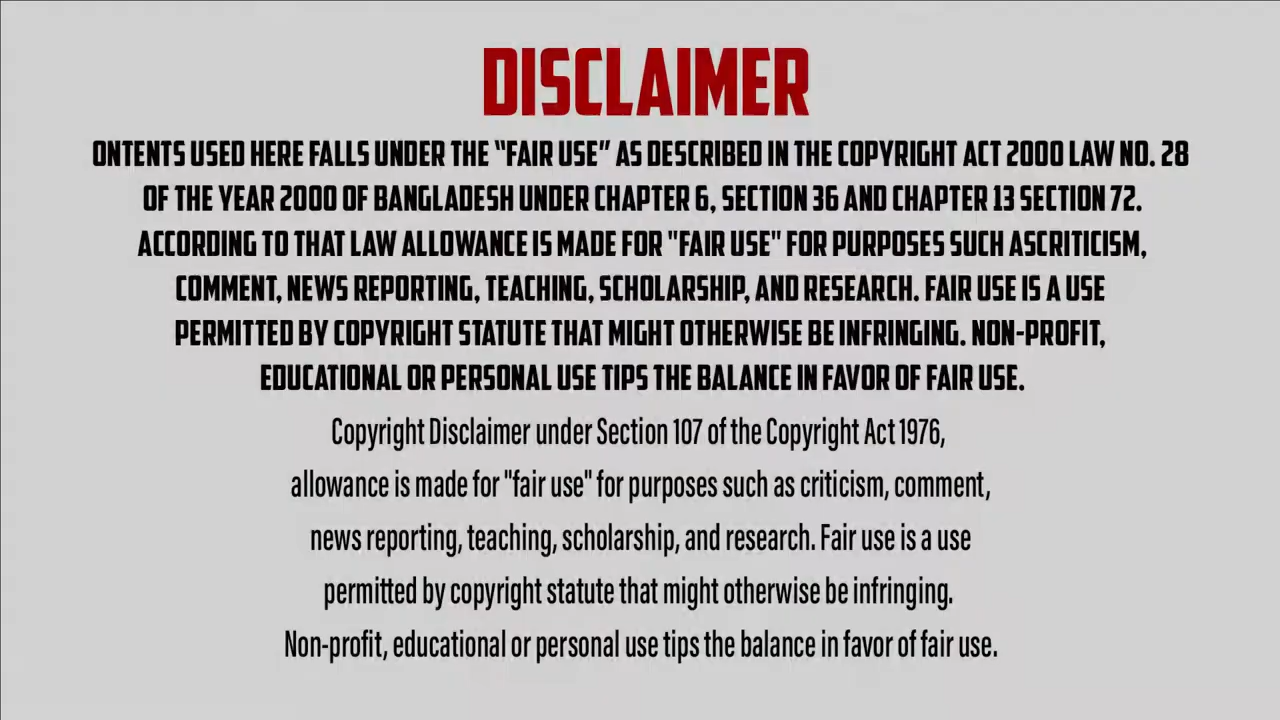 DISCLAIMER
ONTENTS USED HERE FALLS UNDER THE “FAIR USE” AS DESCRIBED IN THE COPYRIGHT ACT 2000 LAW NO. 28
OF THE YEAR 2000 OF BANGLADESH UNDER CHAPTER 6, SECTION 36 AND CHAPTER 13 SECTION 72.
ACCORDING TO THAT LAW ALLOWANCE IS MADE FOR "FAIR USE" FOR PURPOSES SUCH ASCRITICISM,
COMMENT, NEWS REPORTING, TEACHING, SCHOLARSHIP, AND RESEARCH. FAIR USE IS A USE
PERMITTED BY COPYRIGHT STATUTE THAT MIGHT OTHERWISE BE INFRINGING. NON-PROFIT,
EDUCATIONAL OR PERSONAL USE TIPS THE BALANCE IN FAVOR OF FAIR USE.
Copyright Disclaimer under Section 107 of the Copyright Act 1976,
allowance is made for "fair use" for purposes such as criticism, comment,
news reporting, teaching, scholarship, and research. Fair use is a use
permitted by copyright statute that might otherwise be infringing.
Non-profit, educational or personal use tips the balance in favor of fair use.